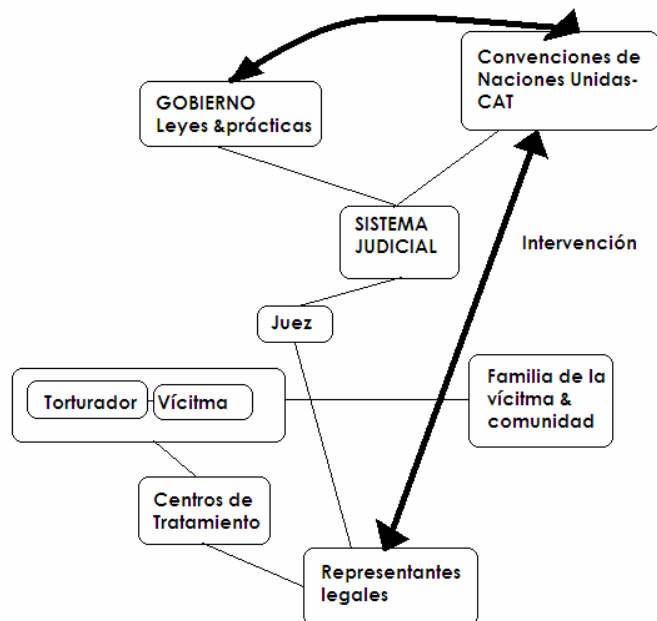 Convenciones de
Naciones Unidas-
CAT
GOBIERNO
Leyes &prácticas
SISTEMA
JUDICIAL
Intervención
Juez
Torturador
Vícitma
Familia de la
vícitma &
comunidad
Centros de
Tratamiento
Representantes
legales